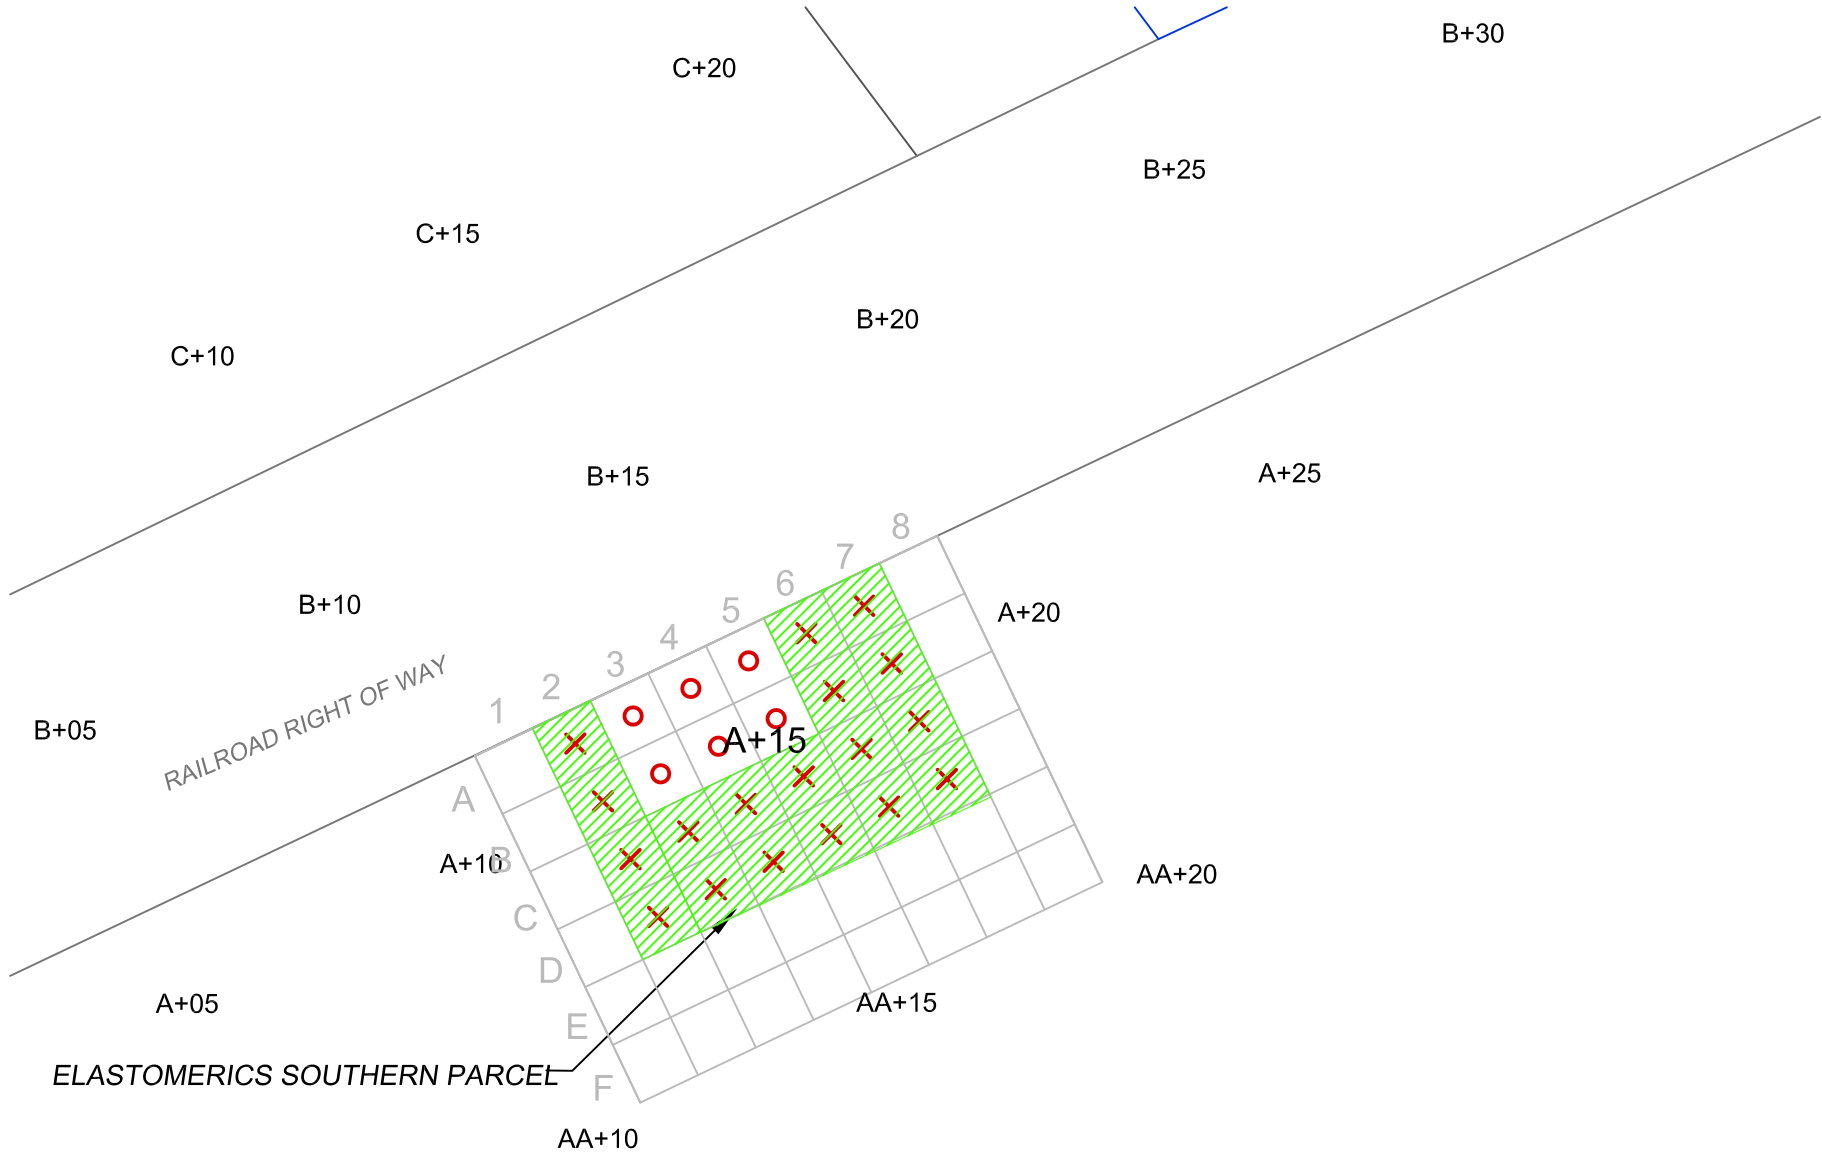 B+30
C+20
B+25
C+15
B+20
C+10
B+15
A+25
8
7
6
B+10
5
A+20
4
3
2
1
RAILROAD RIGHT OF WAY
B+05
A+15
A
A+10
B
AA+20
C
D
A+05
AA+15
E
ELASTOMERICS SOUTHERN PARCEL
F
AA+10